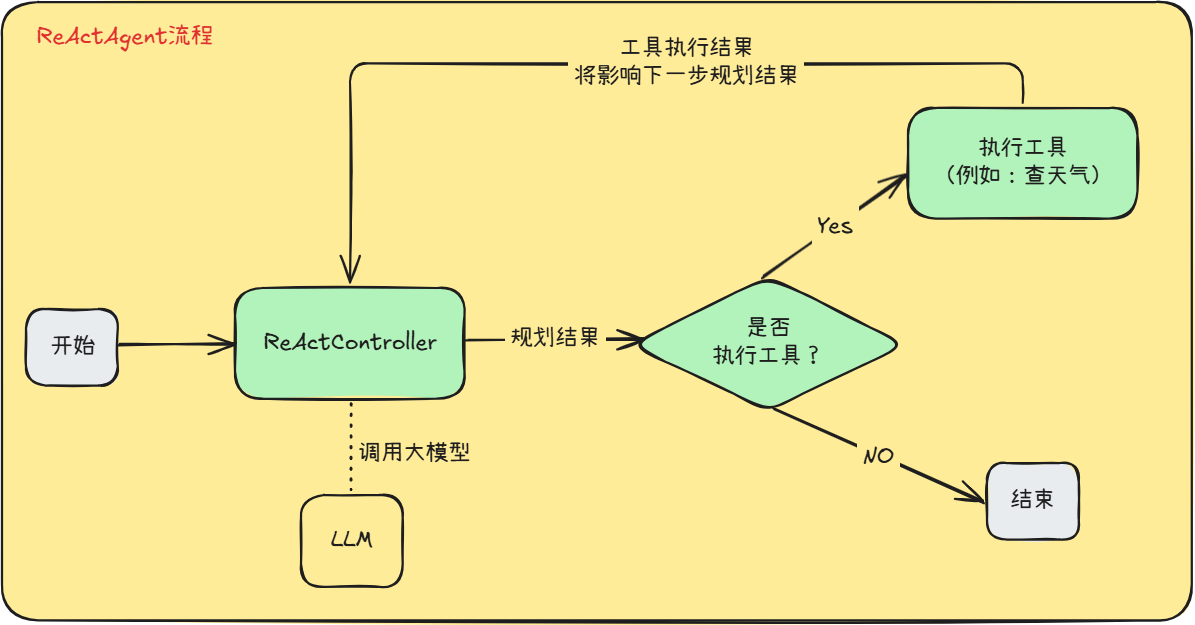 ReActAgent流程
工具执行结果
将影响下一步规划结果
执行工具
（例如：查天气）
Yes
开始
ReActController
规划结果
是否
执行工具？
调用大模型
NO
结束
LLM